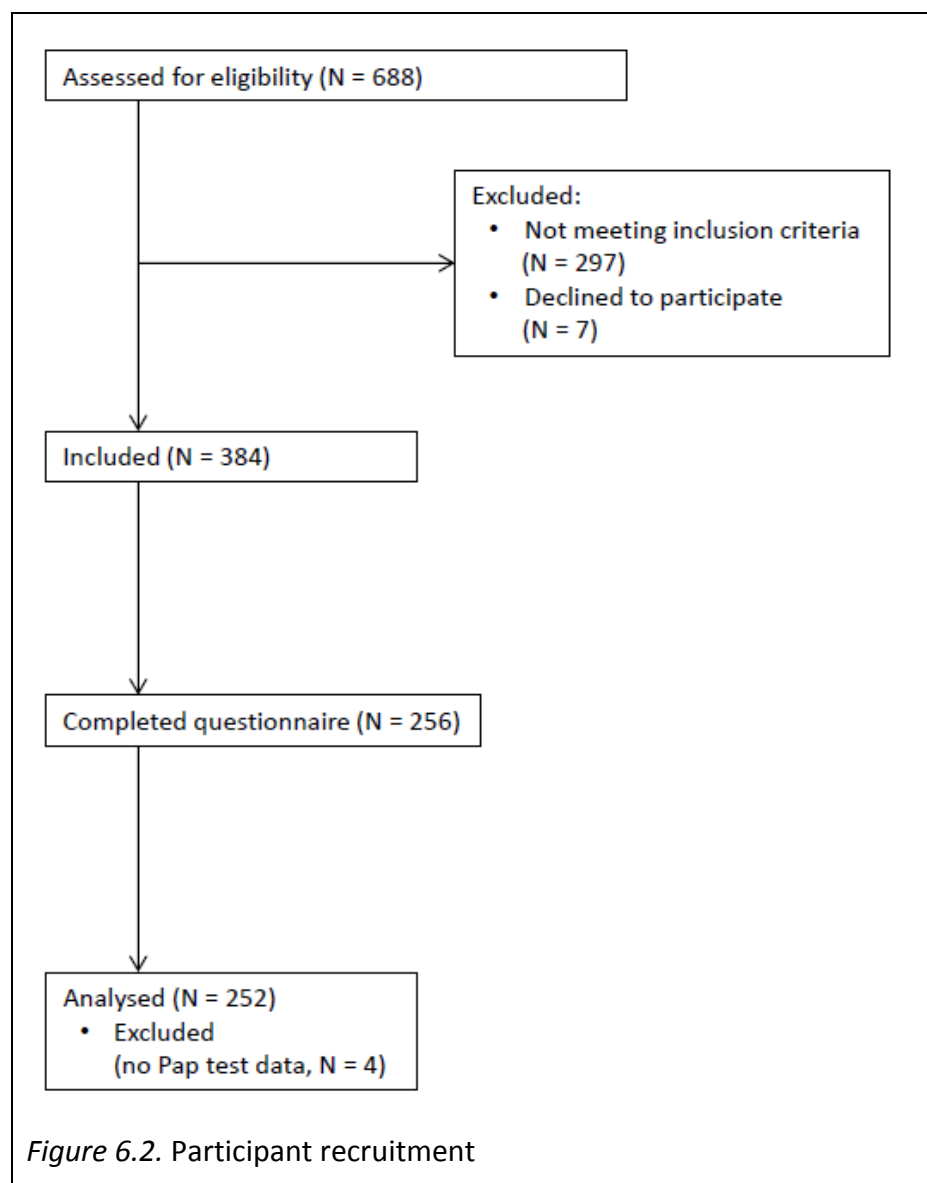 Assessed for eligibility (N = 688)
Excluded:
• Not meeting inclusion criteria
(N = 297)
• Declined to participate
(N = 7)
Included (N = 384)
Completed questionnaire (N = 256)
Analysed (N = 252)
• Excluded
(no Pap test data, N = 4)
Figure 6.2. Participant recruitment